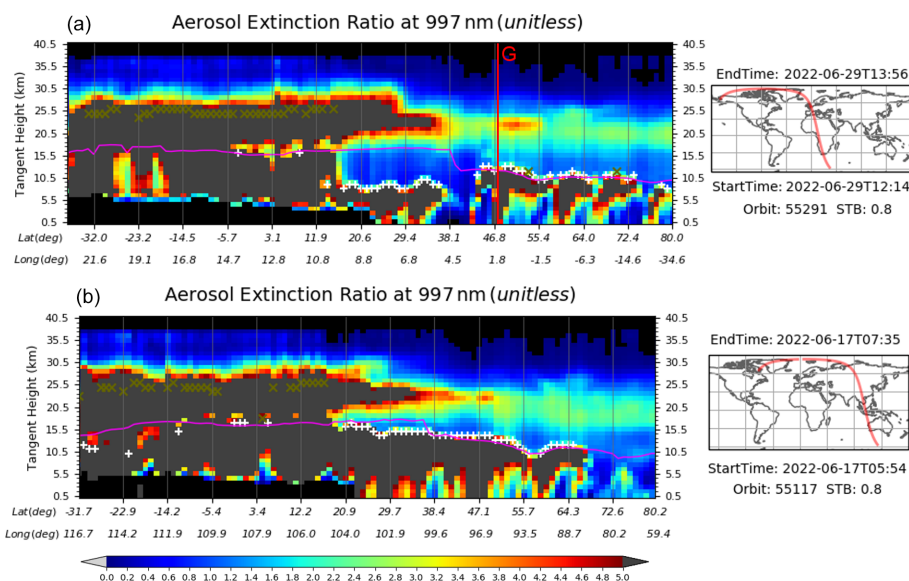 (a) Aerosol Extinction Ratio at 997 nm (unitless)
G
Tangent Height (km)
40.5
35.5
30.5
25.5
20.5
15.5
10.5
5.5
0.5
40.5
35.5
30.5
25.5
20.5
15.5
10.5
5.5
0.5
Lat(deg) -32.0 -23.2 -14.5 -5.7 3.1 11.9 20.6 29.4 38.1 46.8 55.4 64.0 72.4 80.0
Long(deg) 21.6 19.1 16.8 14.7 12.8 10.8 8.8 6.8 4.5 1.8 -1.5 -6.3 -14.6 -34.6
EndTime: 2022-06-29T13:56
StartTime: 2022-06-29T12:14
Orbit: 55291 STB: 0.8
(b) Aerosol Extinction Ratio at 997 nm (unitless)
Tangent Height (km)
40.5
35.5
30.5
25.5
20.5
15.5
10.5
5.5
0.5
40.5
35.5
30.5
25.5
20.5
15.5
10.5
5.5
0.5
Lat(deg) -31.7 -22.9 -14.2 -5.4 3.4 12.2 20.9 29.7 38.4 47.1 55.7 64.3 72.6 80.2
Long(deg) 116.7 114.2 111.9 109.9 107.9 106.0 104.0 101.9 99.6 96.9 93.5 88.7 80.2 59.4
EndTime: 2022-06-17T07:35
StartTime: 2022-06-17T05:54
Orbit: 55117 STB: 0.8
0.0 0.2 0.4 0.6 0.8 1.0 1.2 1.4 1.6 1.8 2.0 2.2 2.4 2.6 2.8 3.0 3.2 3.4 3.6 3.8 4.0 4.2 4.4 4.6 4.8 5.0